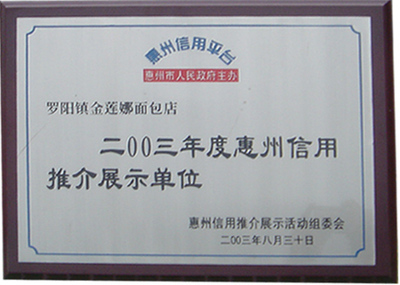 惠州信用平台
惠州市人民政府主办
罗阳镇金莲娜面包店
二00三年度惠州信用
推介展示单位
惠州信用推介展示活动组委会
二00三年八月三十日